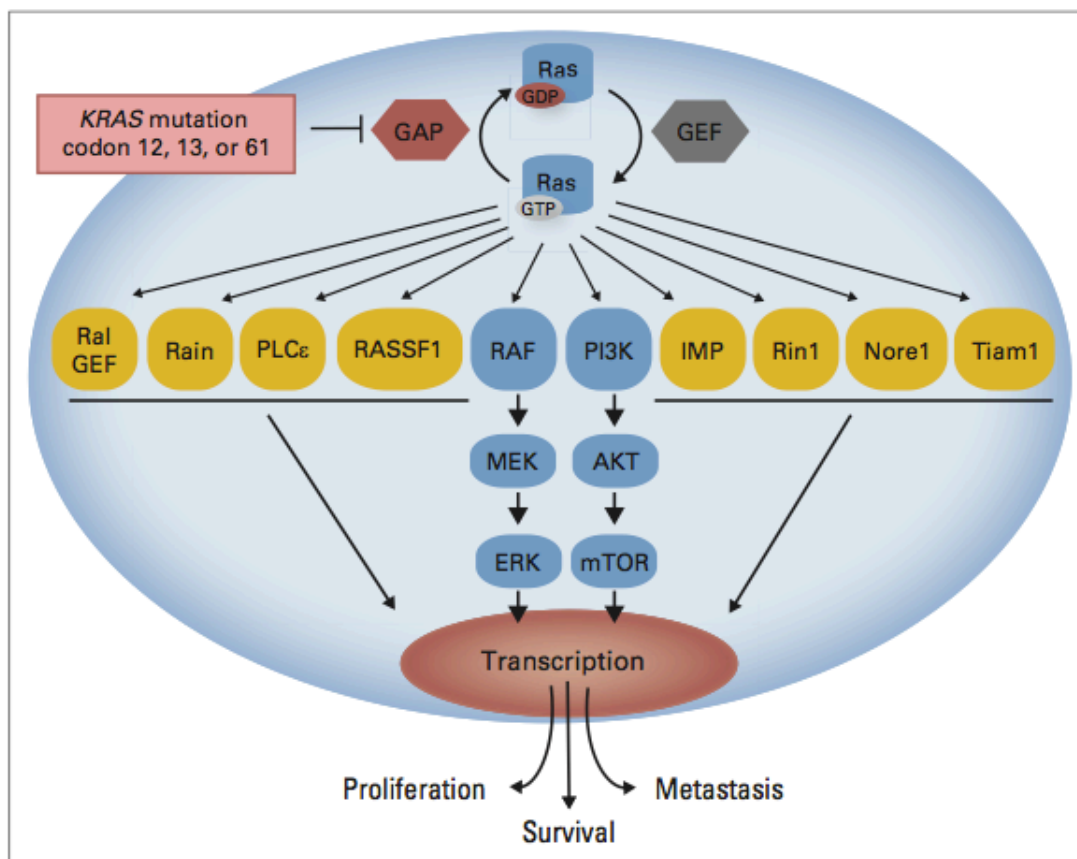 Ras
GDP
KRAS mutation
codon 12, 13, or 61
GAP
GEF
Ras
GTP
Ral
GEF
Rain
PLCε
RASSF1
RAF
PI3K
IMP
Rin1
Nore1
Tiam1
MEK
AKT
ERK
mTOR
Transcription
Proliferation
Metastasis
Survival